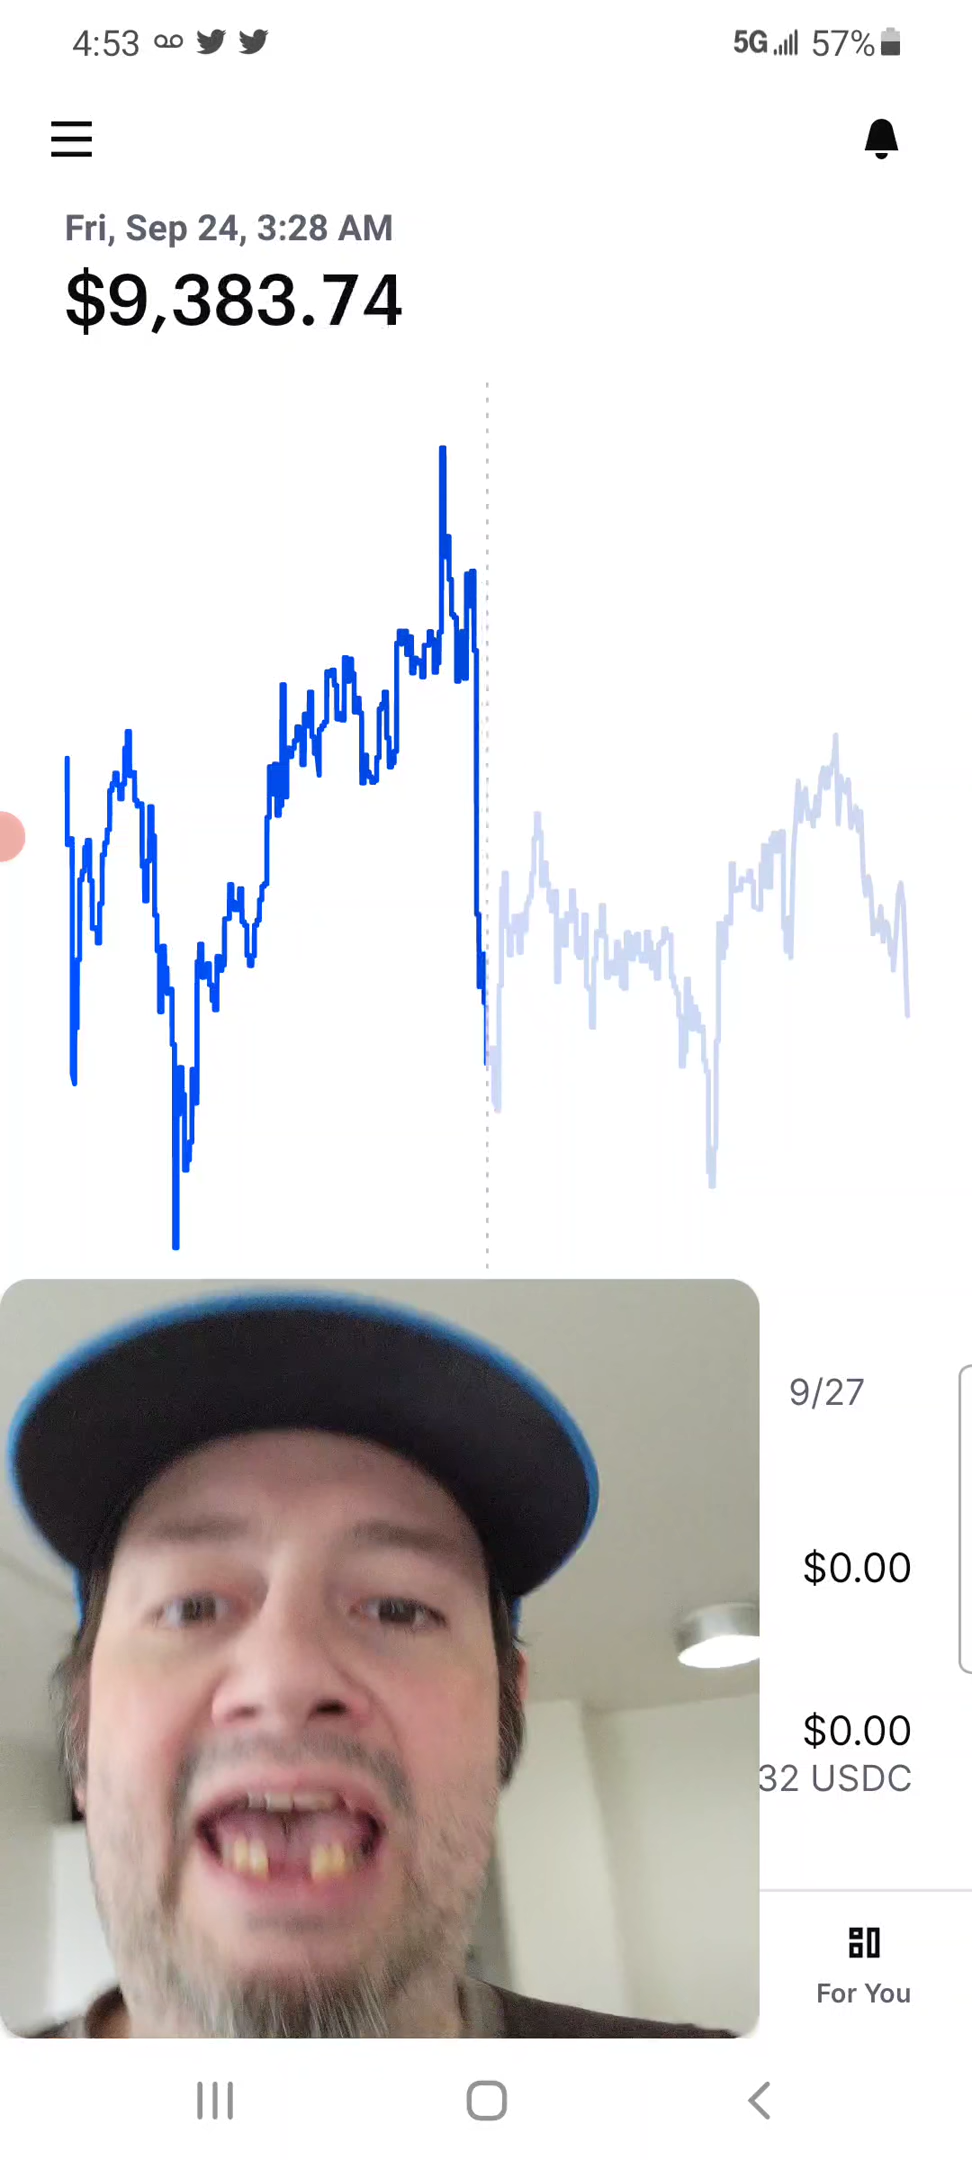 4:53
5G 57%
Fri, Sep 24, 3:28 AM
$9,383.74
9/27
$0.00
$0.00
32 USDC
For You